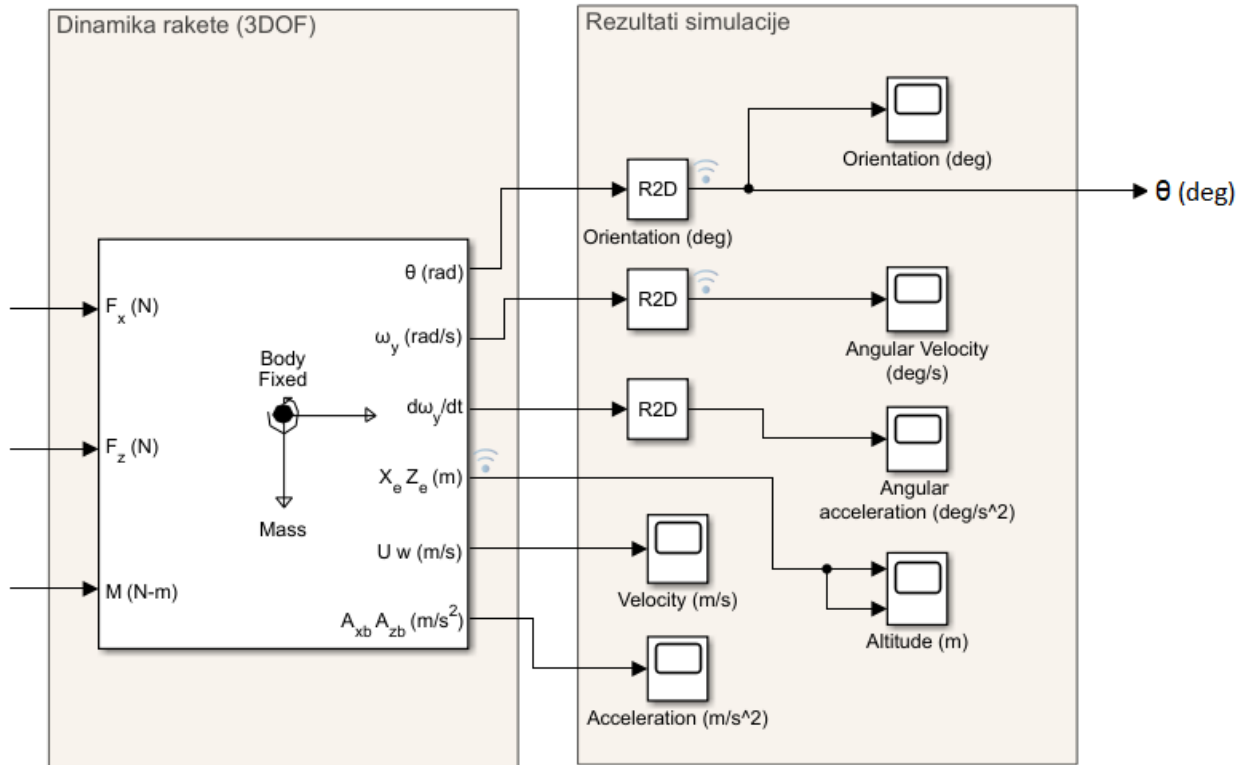 Dinamika rakete (3DOF)
F_x (N)
F_z (N)
M (N-m)
Body
Fixed
Mass
θ (rad)
ω_y (rad/s)
dω_y/dt
X_e Z_e (m)
U w (m/s)
A_xb A_zb (m/s²)
Rezultati simulacije
Orientation (deg)
R2D
Orientation (deg)
θ (deg)
R2D
Angular Velocity
(deg/s)
R2D
Angular
acceleration (deg/s^2)
Velocity (m/s)
Altitude (m)
Acceleration (m/s^2)